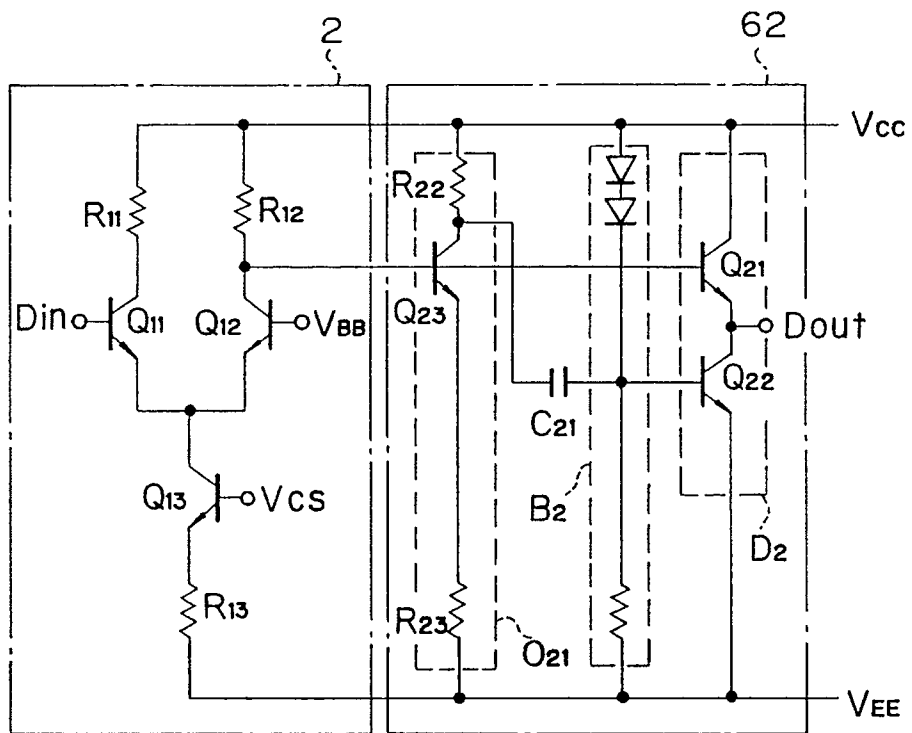 2
62
Vcc
R11
R12
R22
Din
Q11
Q12
VBB
Q23
Q21
Dout
Q22
C21
Q13
VCS
B2
D2
R13
R23
O21
VEE